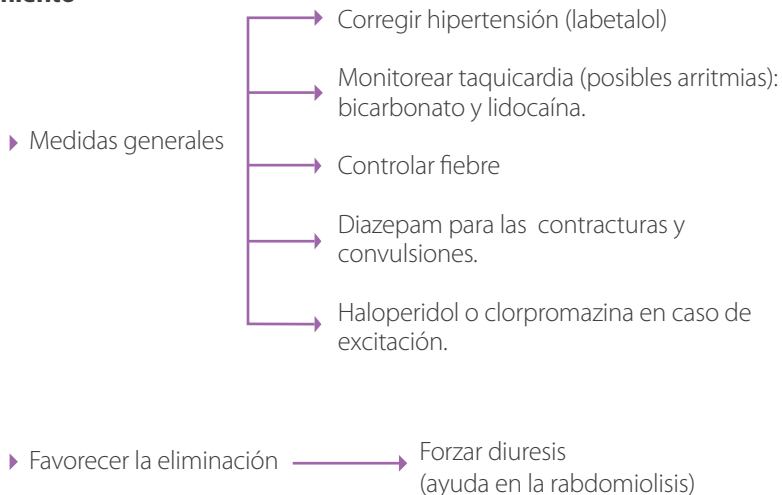 Corregir hipertensión (labetalol)
Monitorear taquicardia (posibles arritmias):
bicarbonato y lidocaína.
Medidas generales
Controlar fiebre
Diazepam para las contracturas y
convulsiones.
Haloperidol o clorpromazina en caso de
excitación.
Favorecer la eliminación
Forzar diuresis
(ayuda en la rabdomiolisis)